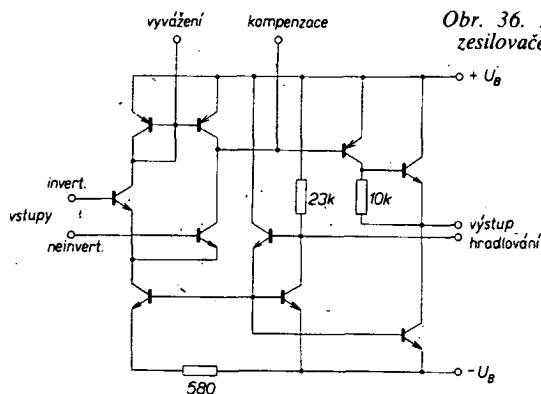 vyvážení
kompenzace
Obr. 36.
zesilovače
+ U_B
invert.
vstupy
neinvert.
23k
10k
výstup
hradlování
580
- U_B